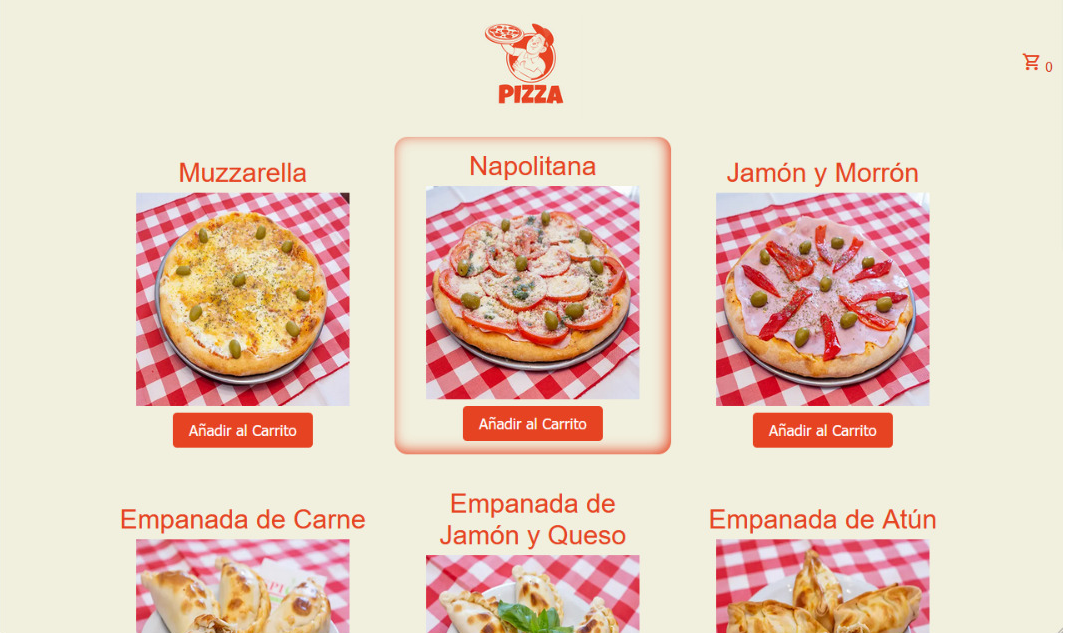 PIZZA
0
Muzzarella
Napolitana
Jamón y Morrón
Añadir al Carrito
Añadir al Carrito
Añadir al Carrito
Empanada de Carne
Empanada de
Jamón y Queso
Empanada de Atún